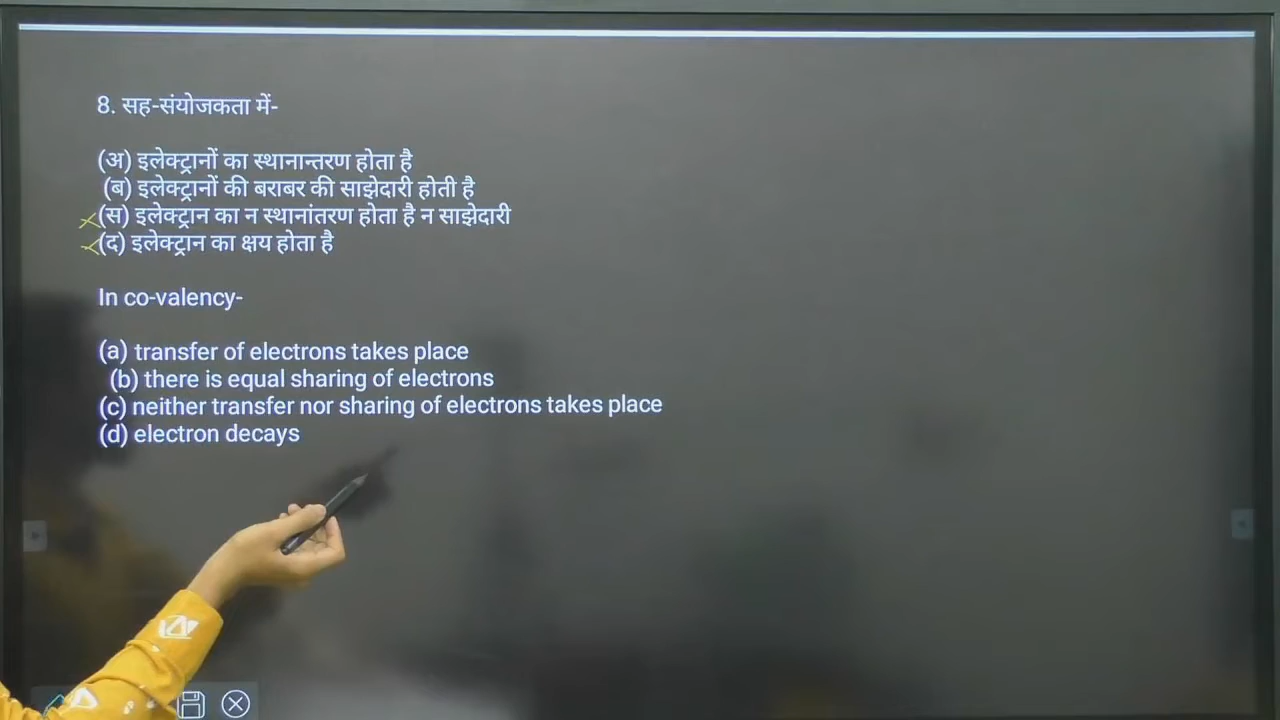 8. सह-संयोजकता में-
(अ) इलेक्ट्रानों का स्थानान्तरण होता है
(ब) इलेक्ट्रानों की बराबर की साझेदारी होती है
(स) इलेक्ट्रान का न स्थानांतरण होता है न साझेदारी
(द) इलेक्ट्रान का क्षय होता है
In co-valency-
(a) transfer of electrons takes place
(b) there is equal sharing of electrons
(c) neither transfer nor sharing of electrons takes place
(d) electron decays